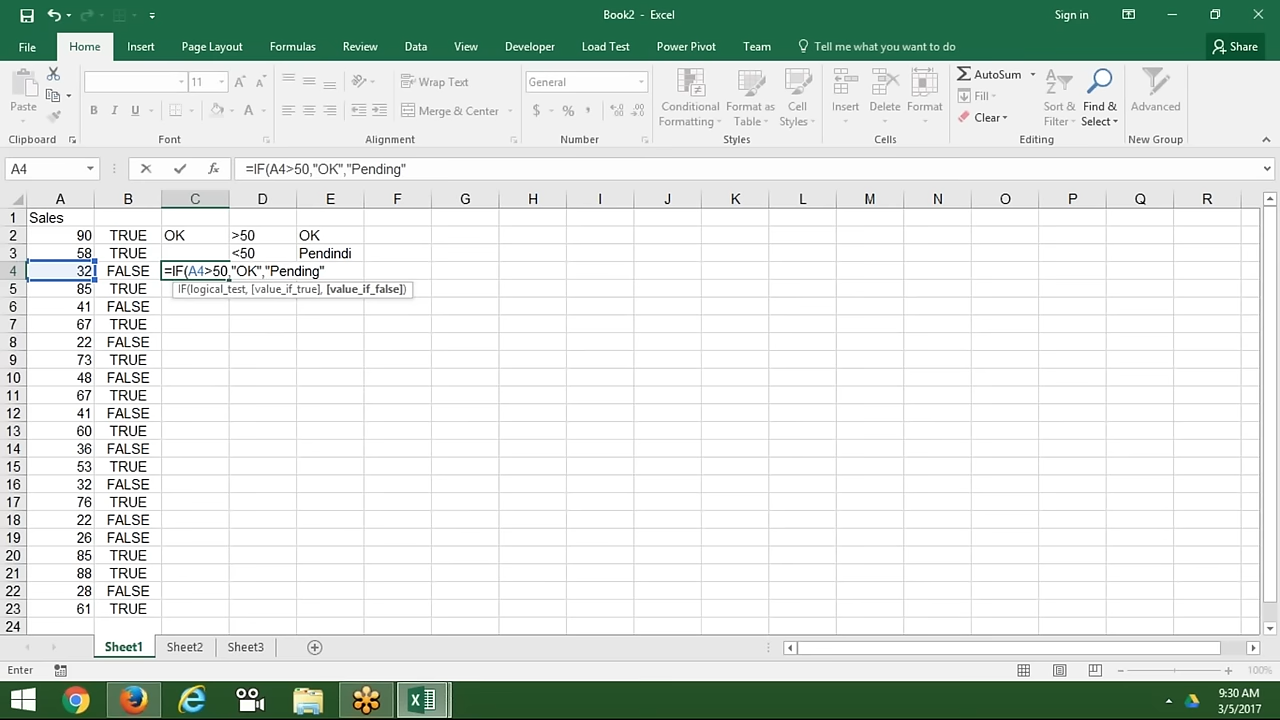 Book2 - Excel
Sign in
File Home Insert Page Layout Formulas Review Data View Developer Load Test Power Pivot Team Tell me what you want to do Share
Paste
11
B I U
Wrap Text
Merge & Center
General
$ % ,
Conditional Formatting
Format as Table
Cell Styles
Insert
Delete
Format
AutoSum
Fill
Clear
Sort & Filter
Find & Select
Advanced
Clipboard Font Alignment Number Styles Cells Editing New Group
A4 fx =IF(A4>50,"OK","Pending"
A B C D E F G H I J K L M N O P Q R
1 Sales
2 90 TRUE OK >50 OK
3 58 TRUE <50 Pendindi
4 32 FALSE =IF(A4>50,"OK","Pending"
IF(logical_test, [value_if_true], [value_if_false])
5 85 TRUE
6 41 FALSE
7 67 TRUE
8 22 FALSE
9 73 TRUE
10 48 FALSE
11 67 TRUE
12 41 FALSE
13 60 TRUE
14 36 FALSE
15 53 TRUE
16 32 FALSE
17 76 TRUE
18 22 FALSE
19 26 FALSE
20 85 TRUE
21 88 TRUE
22 28 FALSE
23 61 TRUE
24
Sheet1 Sheet2 Sheet3
Enter
100%
9:30 AM
3/5/2017